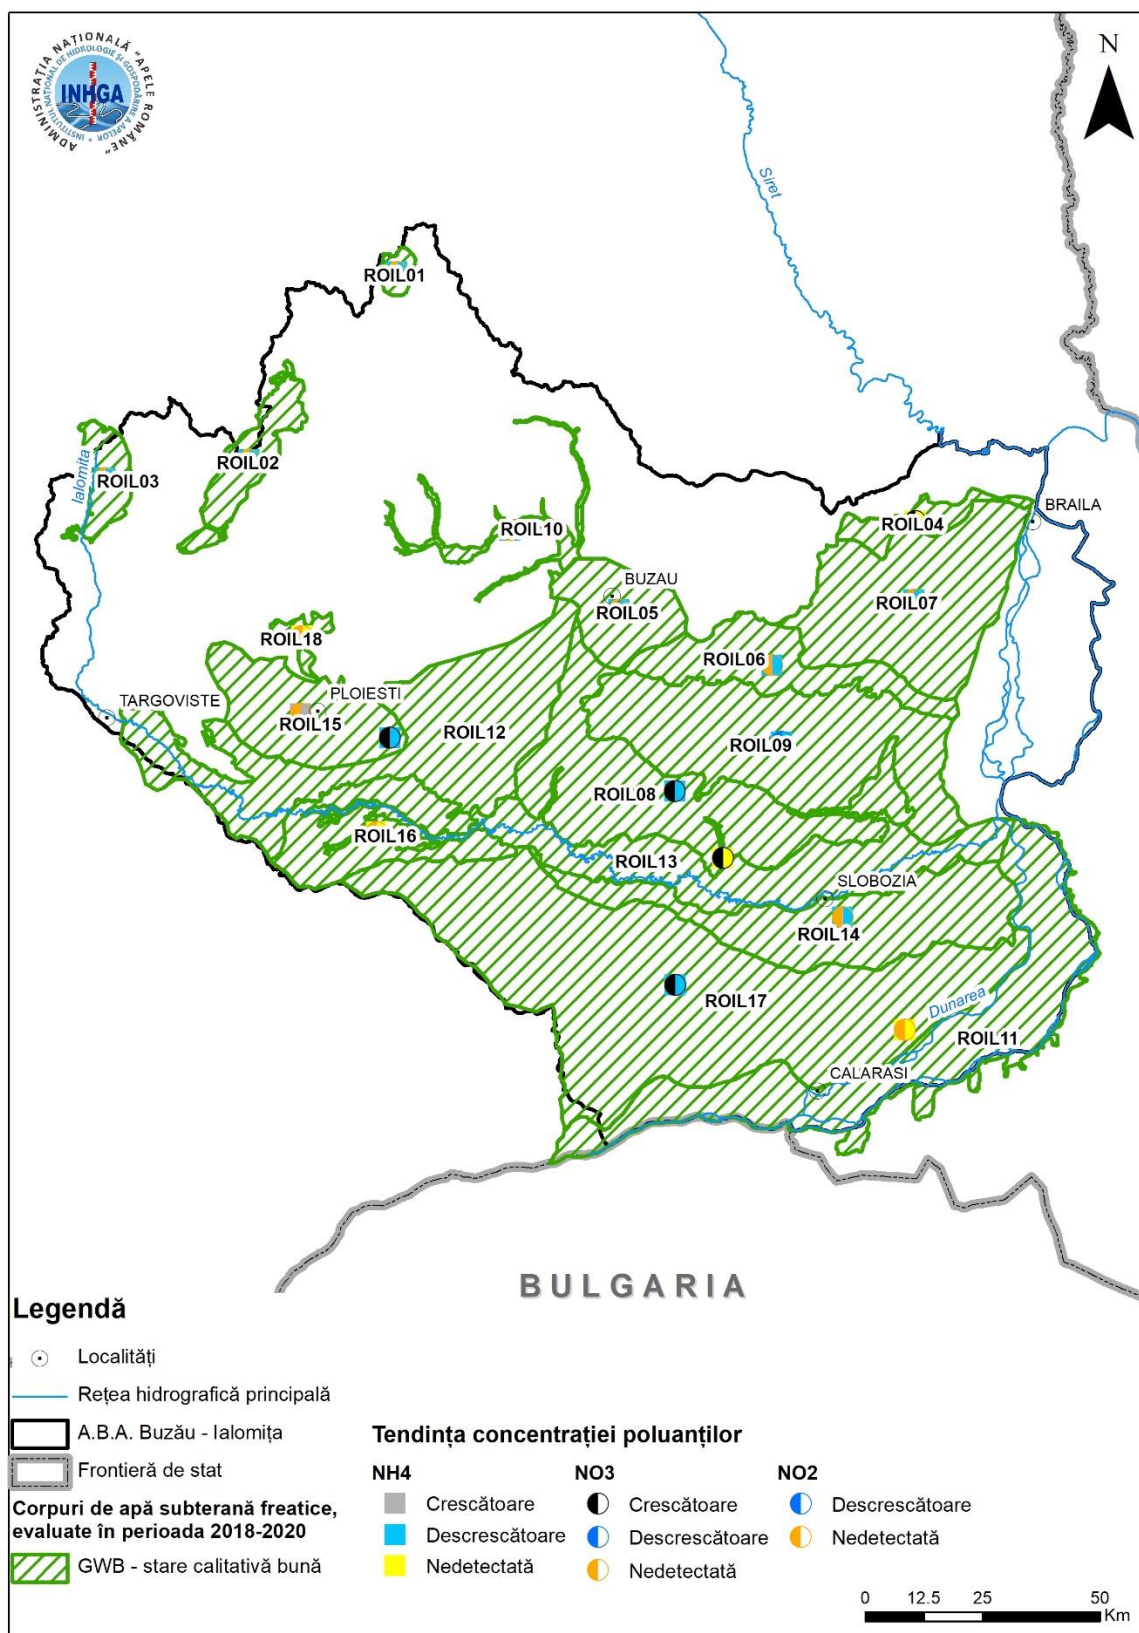 ADMINISTRAȚIA NAȚIONALĂ "APELE ROMÂNE"
INSTITUTUL NAȚIONAL DE HIDROLOGIE ȘI GOSPODĂRIRE A APELOR
INHGA
N
Siret
ROIL01
ROIL02
ROIL03
Ialomita
ROIL10
ROIL04
BRAILA
BUZAU
ROIL05
ROIL07
ROIL18
ROIL06
TARGOVISTE
PLOIESTI
ROIL15
ROIL12
ROIL09
ROIL08
ROIL16
ROIL13
SLOBOZIA
ROIL14
ROIL17
Dunarea
ROIL11
CALARASI
BULGARIA
Legendă
Localități
Rețea hidrografică principală
A.B.A. Buzău - Ialomița
Frontieră de stat
Corpuri de apă subterană freatice,
evaluate în perioada 2018-2020
GWB - stare calitativă bună
Tendința concentrației poluanților
NH4 NO3 NO2
Crescătoare Crescătoare Descrescătoare
Descrescătoare Descrescătoare Nedetectată
Nedetectată Nedetectată
0 12.5 25 50
Km